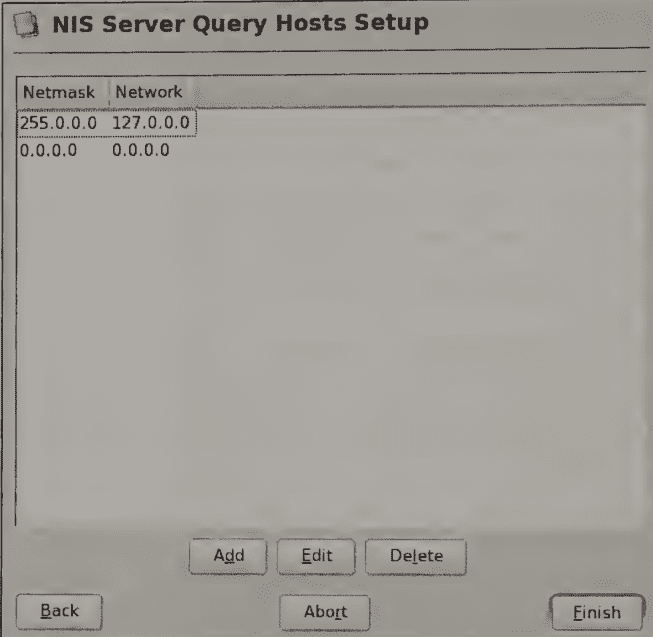 NIS Server Query Hosts Setup
Netmask Network
255.0.0.0 127.0.0.0
0.0.0.0 0.0.0.0
Add Edit Delete
Back Abort Finish